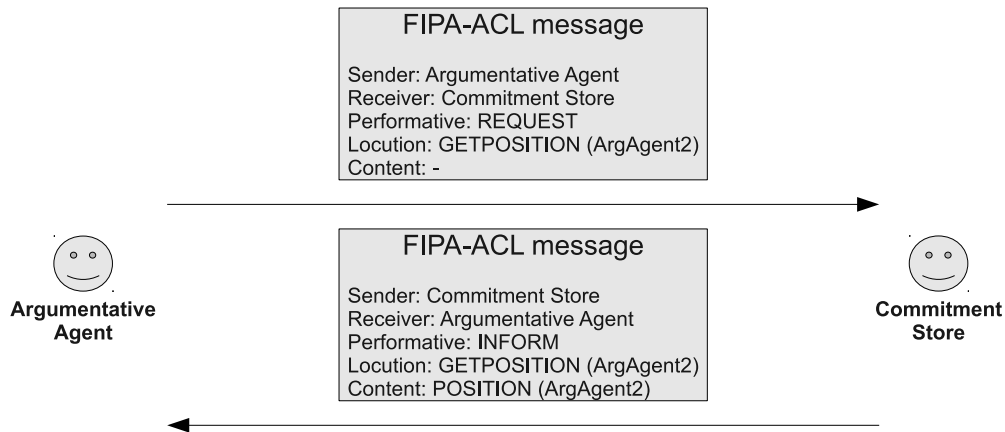 FIPA-ACL message
Sender: Argumentative Agent
Receiver: Commitment Store
Performative: REQUEST
Locution: GETPOSITION (ArgAgent2)
Content: -
FIPA-ACL message
Sender: Commitment Store
Receiver: Argumentative Agent
Performative: INFORM
Locution: GETPOSITION (ArgAgent2)
Content: POSITION (ArgAgent2)
Argumentative
Agent
Commitment
Store